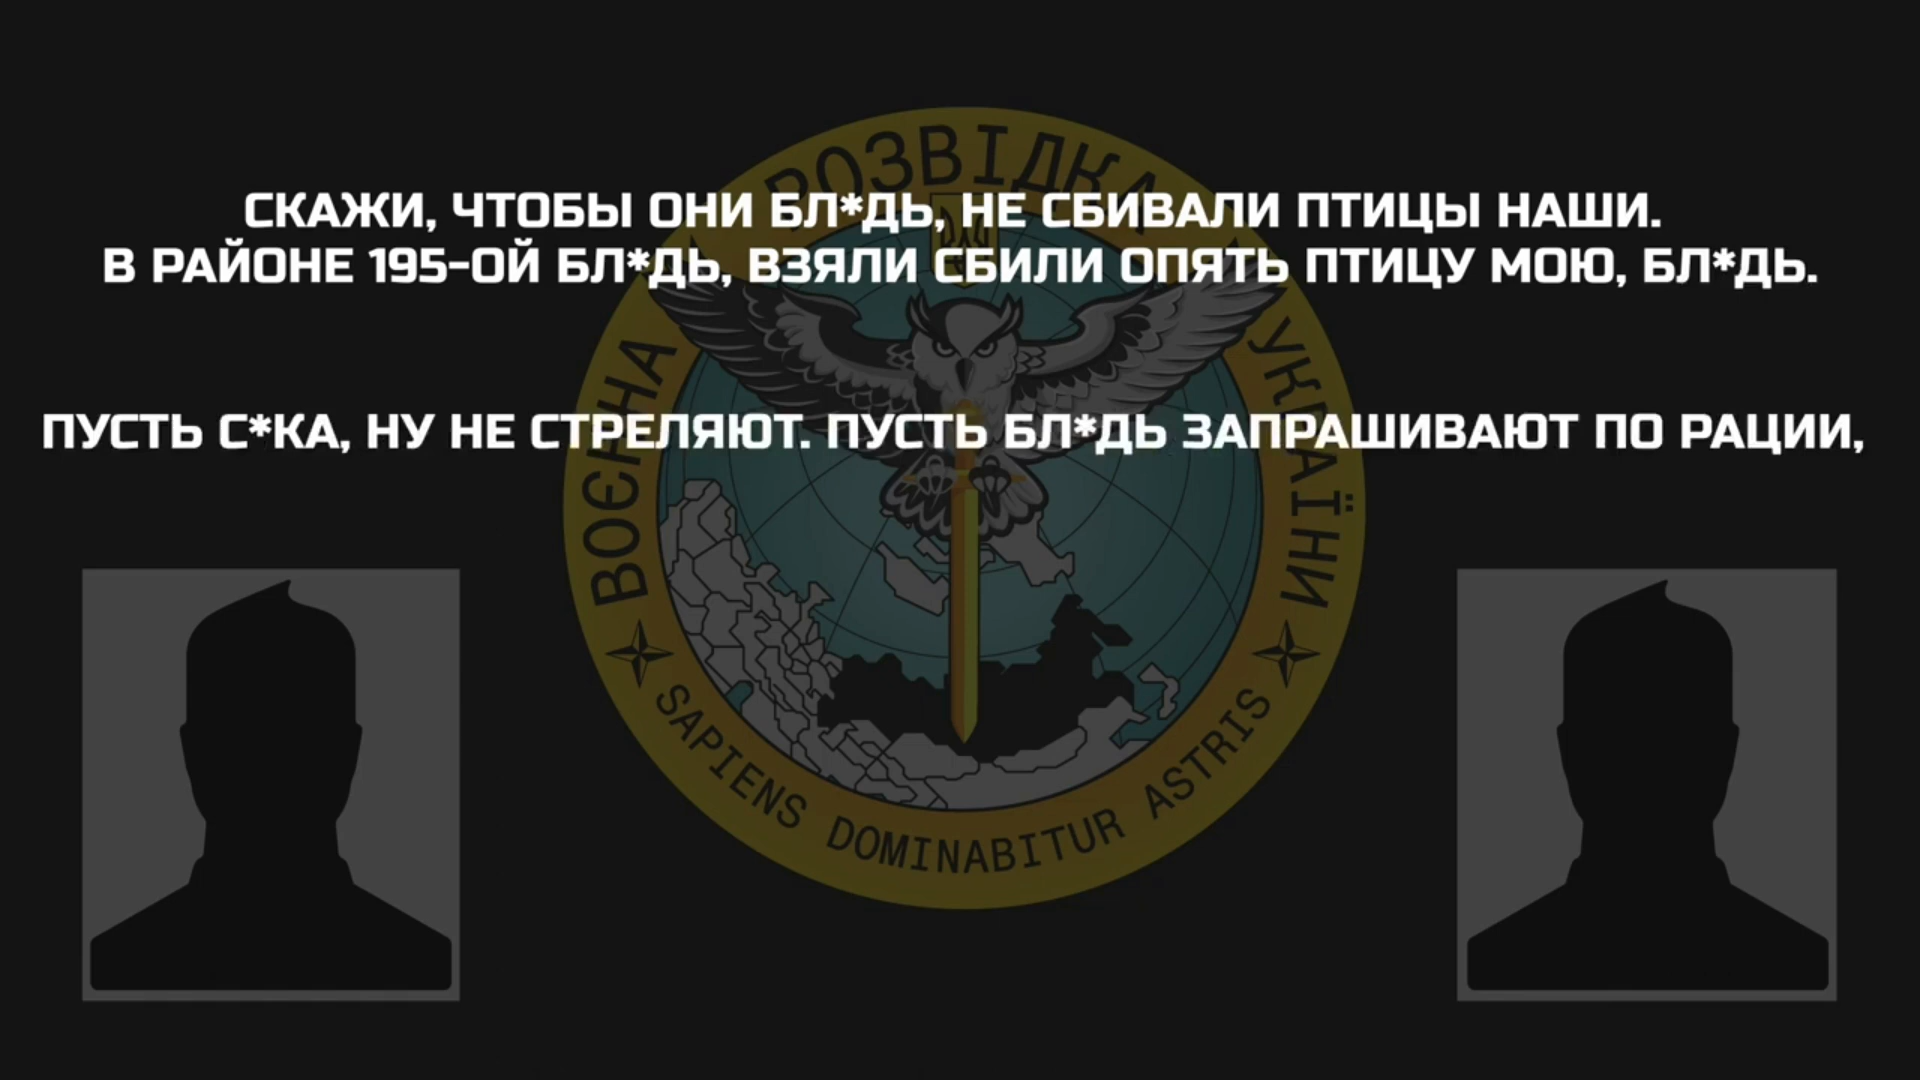 РОЗВІДКА
СКАЖИ, ЧТОБЫ ОНИ БЛ*ДЬ, НЕ СБИВАЛИ ПТИЦЫ НАШИ.
В РАЙОНЕ 195-ОЙ БЛ*ДЬ, ВЗЯЛИ СБИЛИ ОПЯТЬ ПТИЦУ МОЮ, БЛ*ДЬ.
ПУСТЬ С*КА, НУ НЕ СТРЕЛЯЮТ. ПУСТЬ БЛ*ДЬ ЗАПРАШИВАЮТ ПО РАЦИИ,
ВОЄННА
УКРАЇНИ
SAPIENS DOMINABITUR ASTRIS